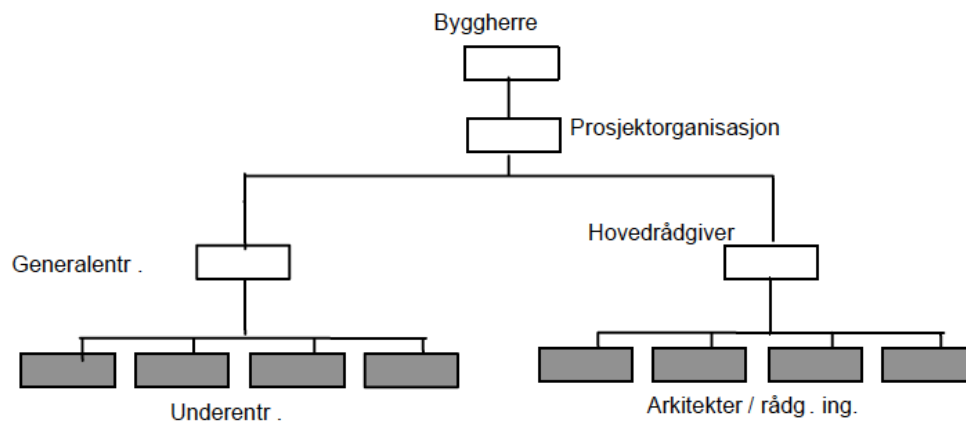 Byggherre
Prosjektorganisasjon
Hovedrådgiver
Generalentr .
Underentr .
Arkitekter / rådg . ing.